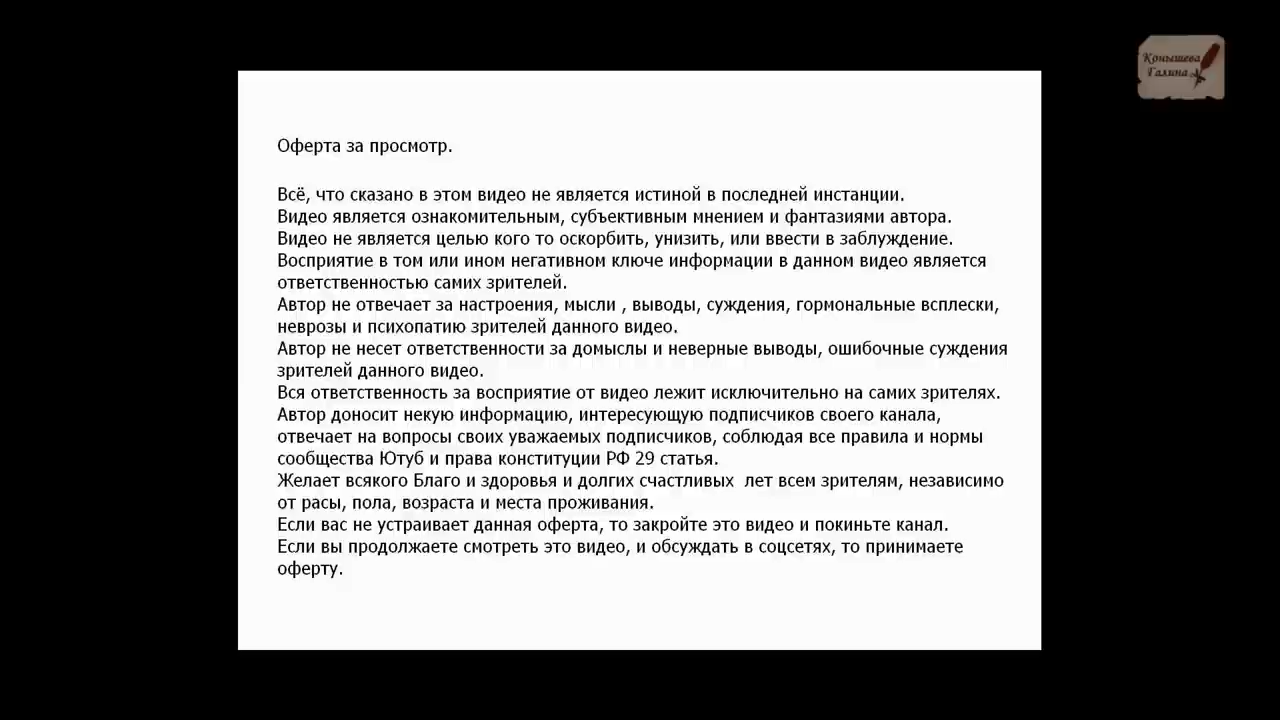 Конышева
Галина
Оферта за просмотр.
Всё, что сказано в этом видео не является истиной в последней инстанции.
Видео является ознакомительным, субъективным мнением и фантазиями автора.
Видео не является целью кого то оскорбить, унизить, или ввести в заблуждение.
Восприятие в том или ином негативном ключе информации в данном видео является
ответственностью самих зрителей.
Автор не отвечает за настроения, мысли , выводы, суждения, гормональные всплески,
неврозы и психопатию зрителей данного видео.
Автор не несет ответственности за домыслы и неверные выводы, ошибочные суждения
зрителей данного видео.
Вся ответственность за восприятие от видео лежит исключительно на самих зрителях.
Автор доносит некую информацию, интересующую подписчиков своего канала,
отвечает на вопросы своих уважаемых подписчиков, соблюдая все правила и нормы
сообщества Ютуб и права конституции РФ 29 статья.
Желает всякого Благо и здоровья и долгих счастливых  лет всем зрителям, независимо
от расы, пола, возраста и места проживания.
Если вас не устраивает данная оферта, то закройте это видео и покиньте канал.
Если вы продолжаете смотреть это видео, и обсуждать в соцсетях, то принимаете
оферту.